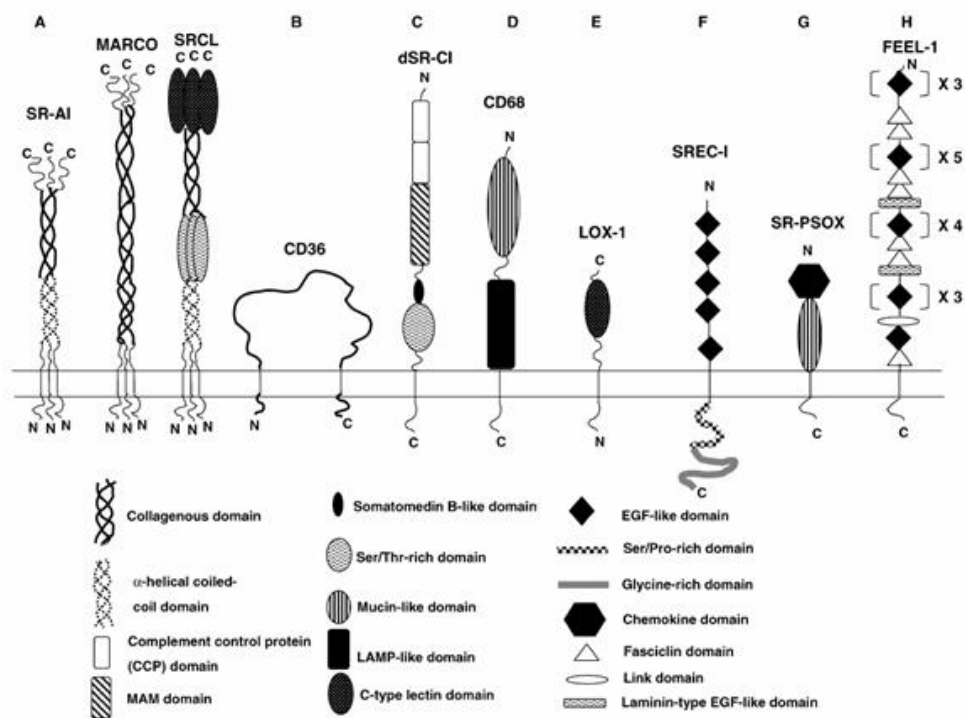 A B C D E F G H
MARCO SRCL dSR-CI FEEL-1
C C C
C C C
N
N
X 3
SR-AI
CD68
C C C
N
SREC-I
X 5
N
SR-PSOX
X 4
CD36
LOX-1
N
C
X 3
N N N
N N N
N N N
N
C
C
C
N
C
C
C
Collagenous domain
α-helical coiled-
coil domain
Complement control protein
(CCP) domain
MAM domain
Somatomedin B-like domain
Ser/Thr-rich domain
Mucin-like domain
LAMP-like domain
C-type lectin domain
EGF-like domain
Ser/Pro-rich domain
Glycine-rich domain
Chemokine domain
Fasciclin domain
Link domain
Laminin-type EGF-like domain